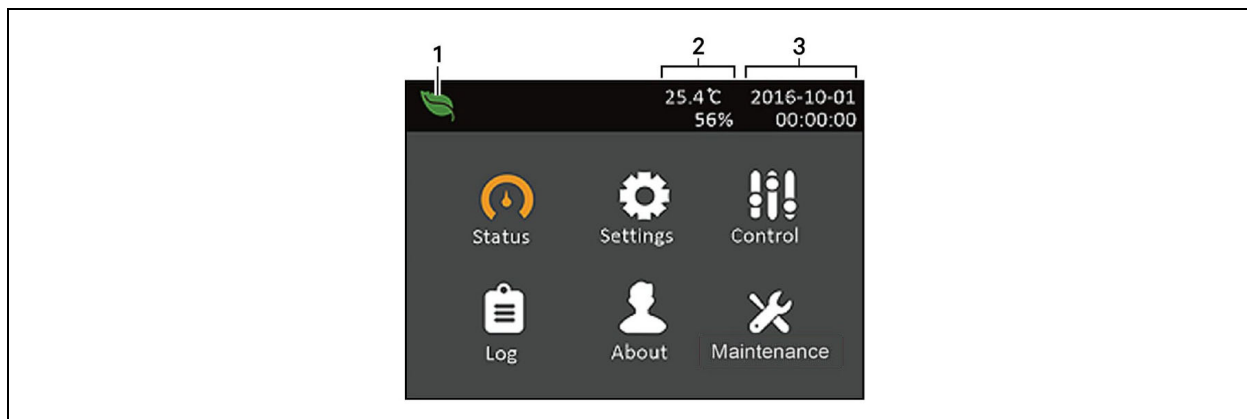 1 2 3
25.4℃ 2016-10-01
56% 00:00:00
Status Settings Control
Log About Maintenance